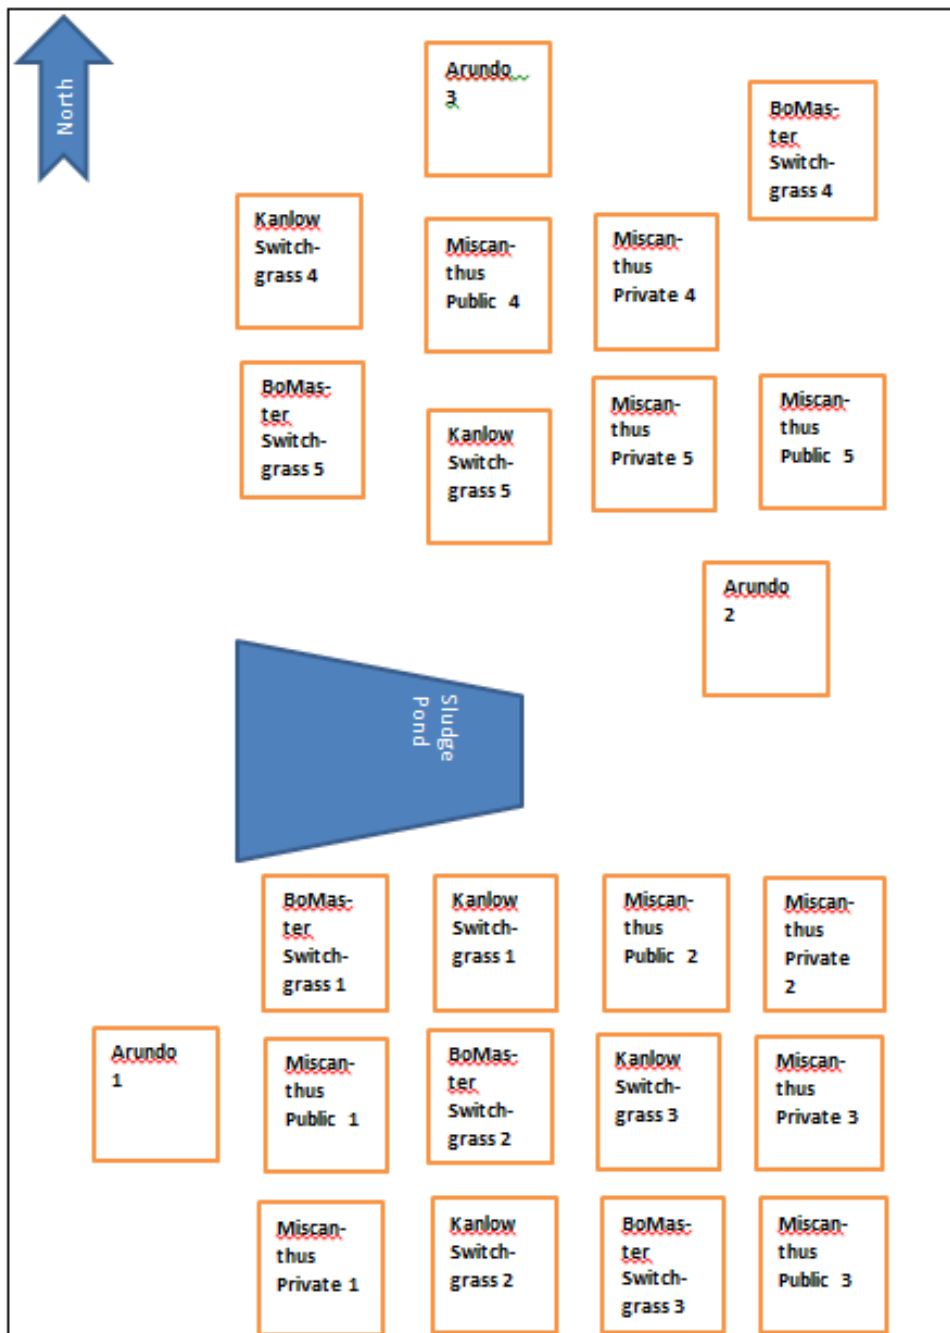 North
Arundo
3
BoMas-
ter
Switch-
grass 4
Kanlow
Switch-
grass 4
Miscan-
thus
Public 4
Miscan-
thus
Private 4
BoMas-
ter
Switch-
grass 5
Kanlow
Switch-
grass 5
Miscan-
thus
Private 5
Miscan-
thus
Public 5
Arundo
2
Sludge
Pond
BoMas-
ter
Switch-
grass 1
Kanlow
Switch-
grass 1
Miscan-
thus
Public 2
Miscan-
thus
Private
2
Arundo
1
Miscan-
thus
Public 1
BoMas-
ter
Switch-
grass 2
Kanlow
Switch-
grass 3
Miscan-
thus
Private 3
Miscan-
thus
Private 1
Kanlow
Switch-
grass 2
BoMas-
ter
Switch-
grass 3
Miscan-
thus
Public 3